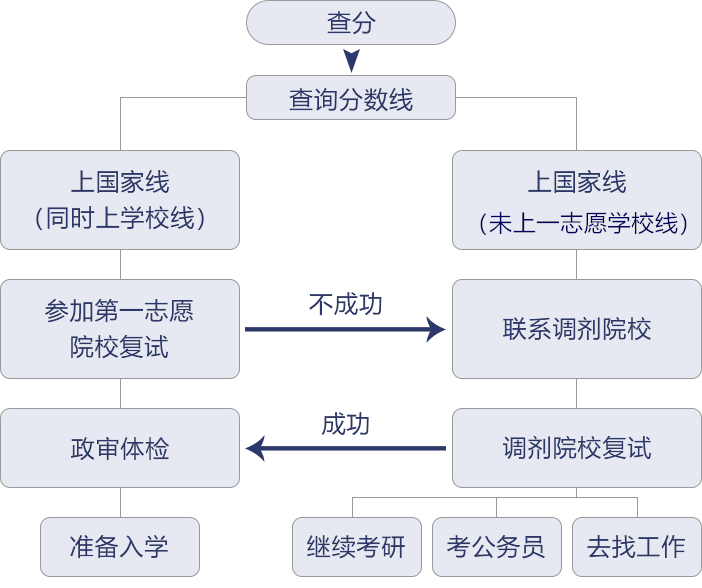 查分
查询分数线
上国家线
（同时上学校线）
上国家线
（未上一志愿学校线）
参加第一志愿
院校复试
不成功
联系调剂院校
成功
政审体检
调剂院校复试
准备入学
继续考研
考公务员
去找工作